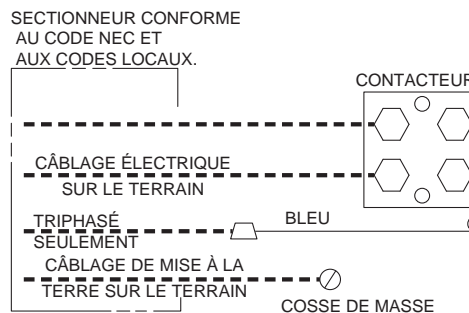 SECTIONNEUR CONFORME
AU CODE NEC ET
AUX CODES LOCAUX.
CONTACTEUR
CÂBLAGE ÉLECTRIQUE
SUR LE TERRAIN
TRIPHASÉ
SEULEMENT
BLEU
CÂBLAGE DE MISE À LA
TERRE SUR LE TERRAIN
COSSE DE MASSE